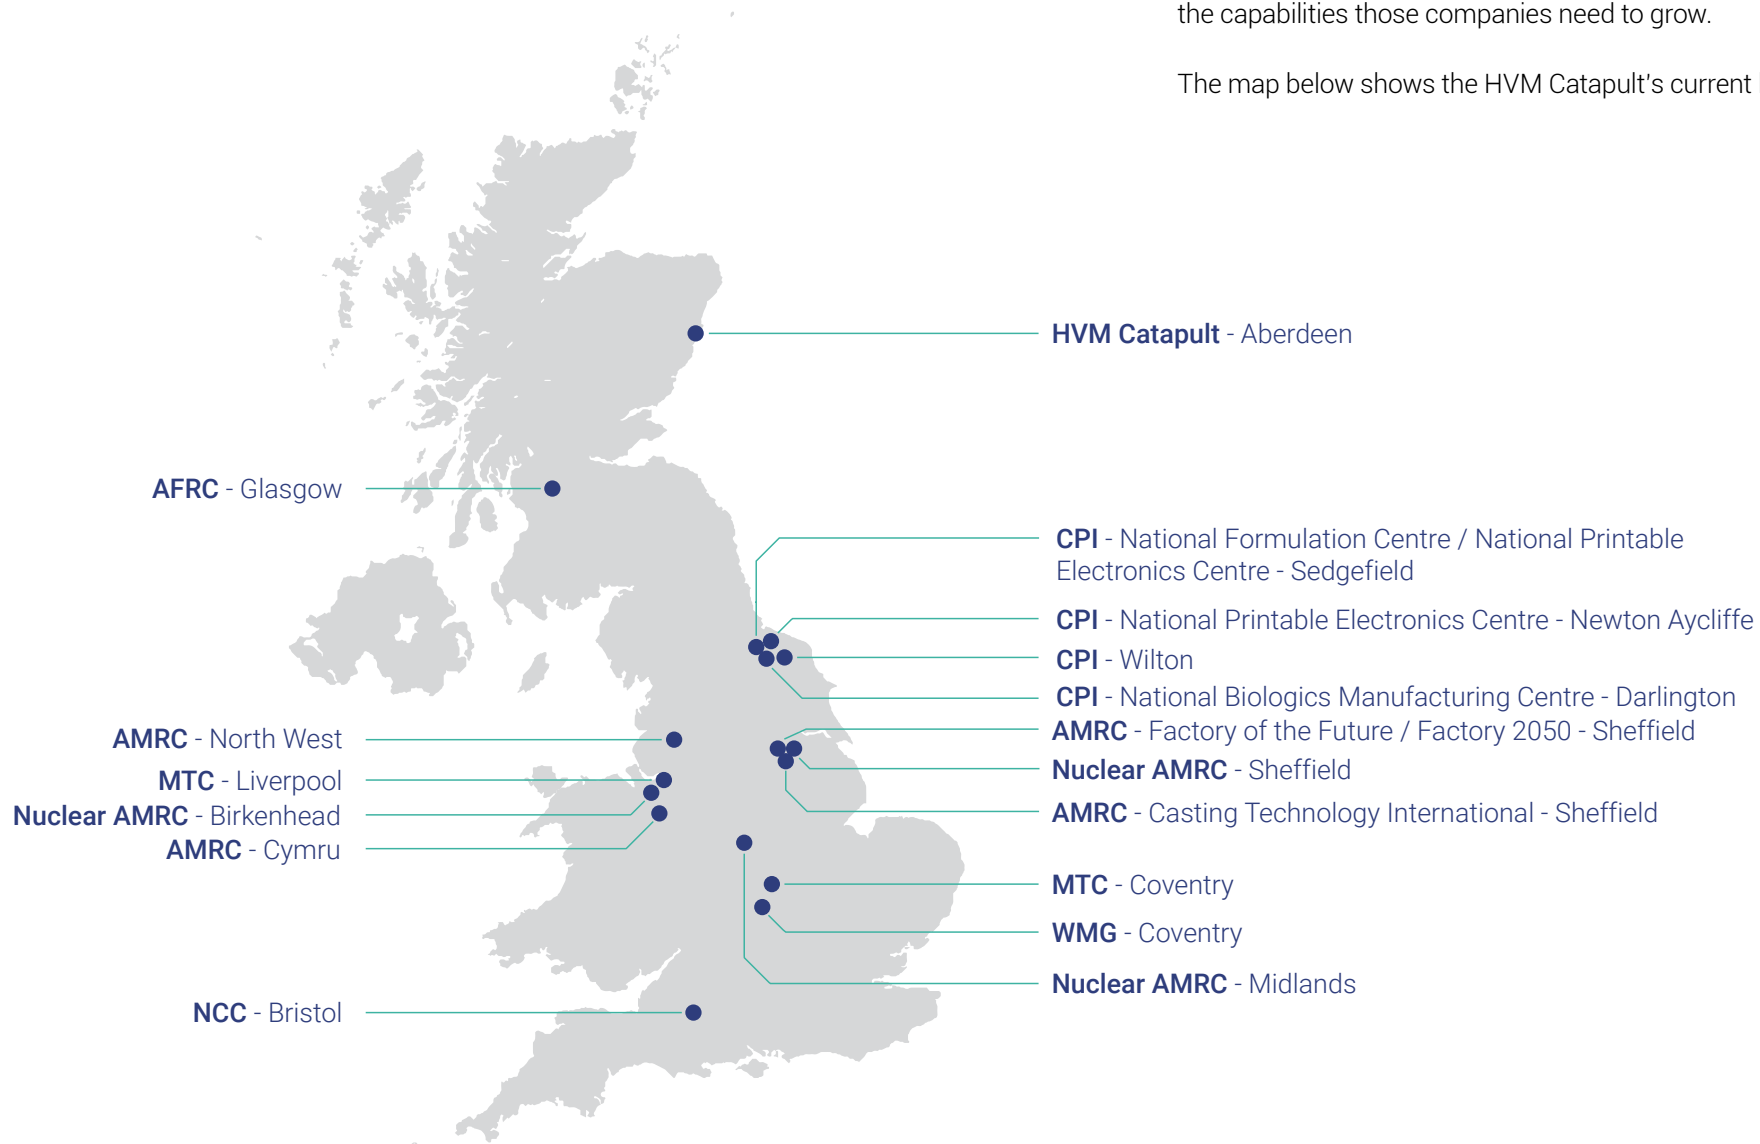 the capabilities those companies need to grow.
The map below shows the HVM Catapult's current
HVM Catapult - Aberdeen
AFRC - Glasgow
CPI - National Formulation Centre / National Printable
Electronics Centre - Sedgefield
CPI - National Printable Electronics Centre - Newton Aycliffe
CPI - Wilton
CPI - National Biologics Manufacturing Centre - Darlington
AMRC - Factory of the Future / Factory 2050 - Sheffield
Nuclear AMRC - Sheffield
AMRC - Casting Technology International - Sheffield
AMRC - North West
MTC - Liverpool
Nuclear AMRC - Birkenhead
AMRC - Cymru
MTC - Coventry
WMG - Coventry
Nuclear AMRC - Midlands
NCC - Bristol